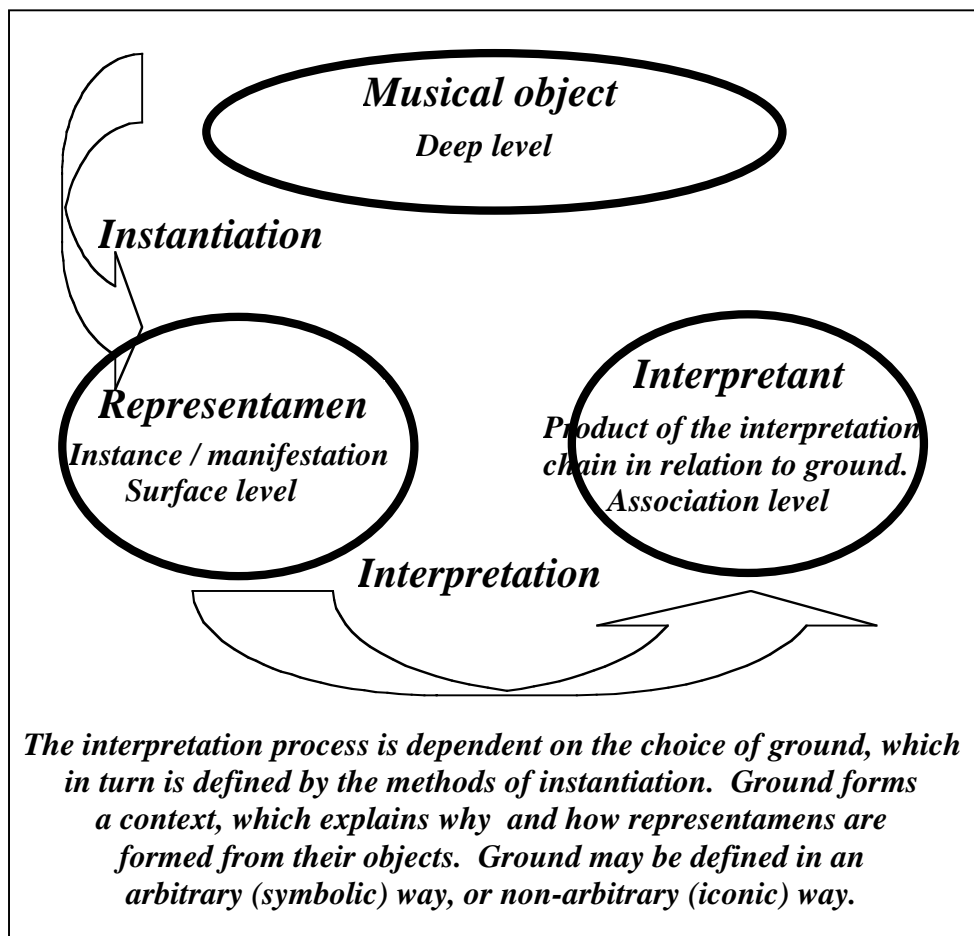 Musical object
Deep level
Instantiation
Representamen
Instance / manifestation
Surface level
Interpretant
Product of the interpretation
chain in relation to ground.
Association level
Interpretation
The interpretation process is dependent on the choice of ground, which
in turn is defined by the methods of instantiation.  Ground forms
a context, which explains why  and how representamens are
formed from their objects.  Ground may be defined in an
arbitrary (symbolic) way, or non-arbitrary (iconic) way.